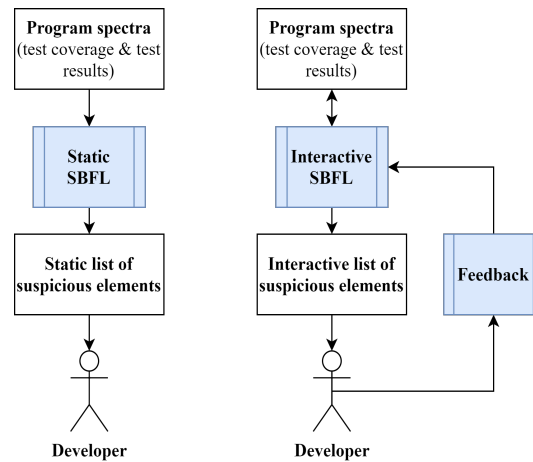 Program spectra
(test coverage & test
results)
Static
SBFL
Static list of
suspicious elements
Developer
Program spectra
(test coverage & test
results)
Interactive
SBFL
Interactive list of
suspicious elements
Feedback
Developer